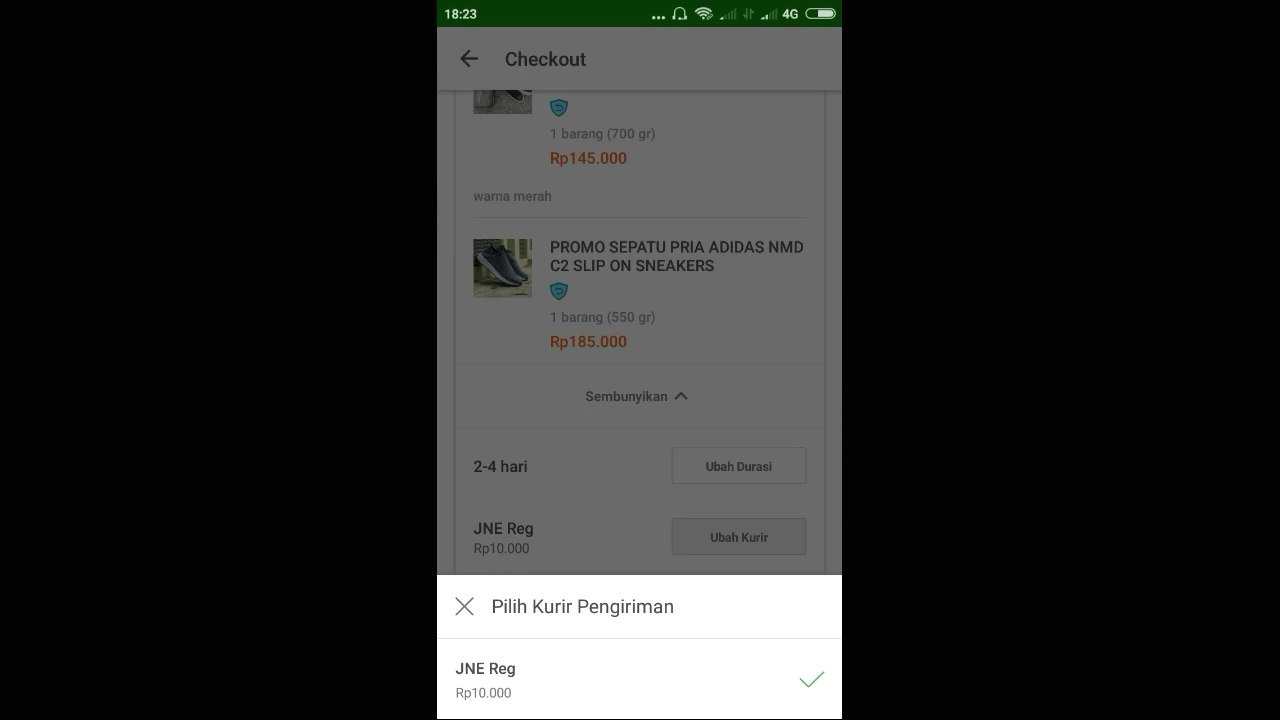 18:23
4G
Checkout
1 barang (700 gr)
Rp145.000
warna merah
PROMO SEPATU PRIA ADIDAS NMD
C2 SLIP ON SNEAKERS
1 barang (550 gr)
Rp185.000
Sembunyikan
2-4 hari
Ubah Durasi
JNE Reg
Ubah Kurir
Rp10.000
Pilih Kurir Pengiriman
JNE Reg
Rp10.000